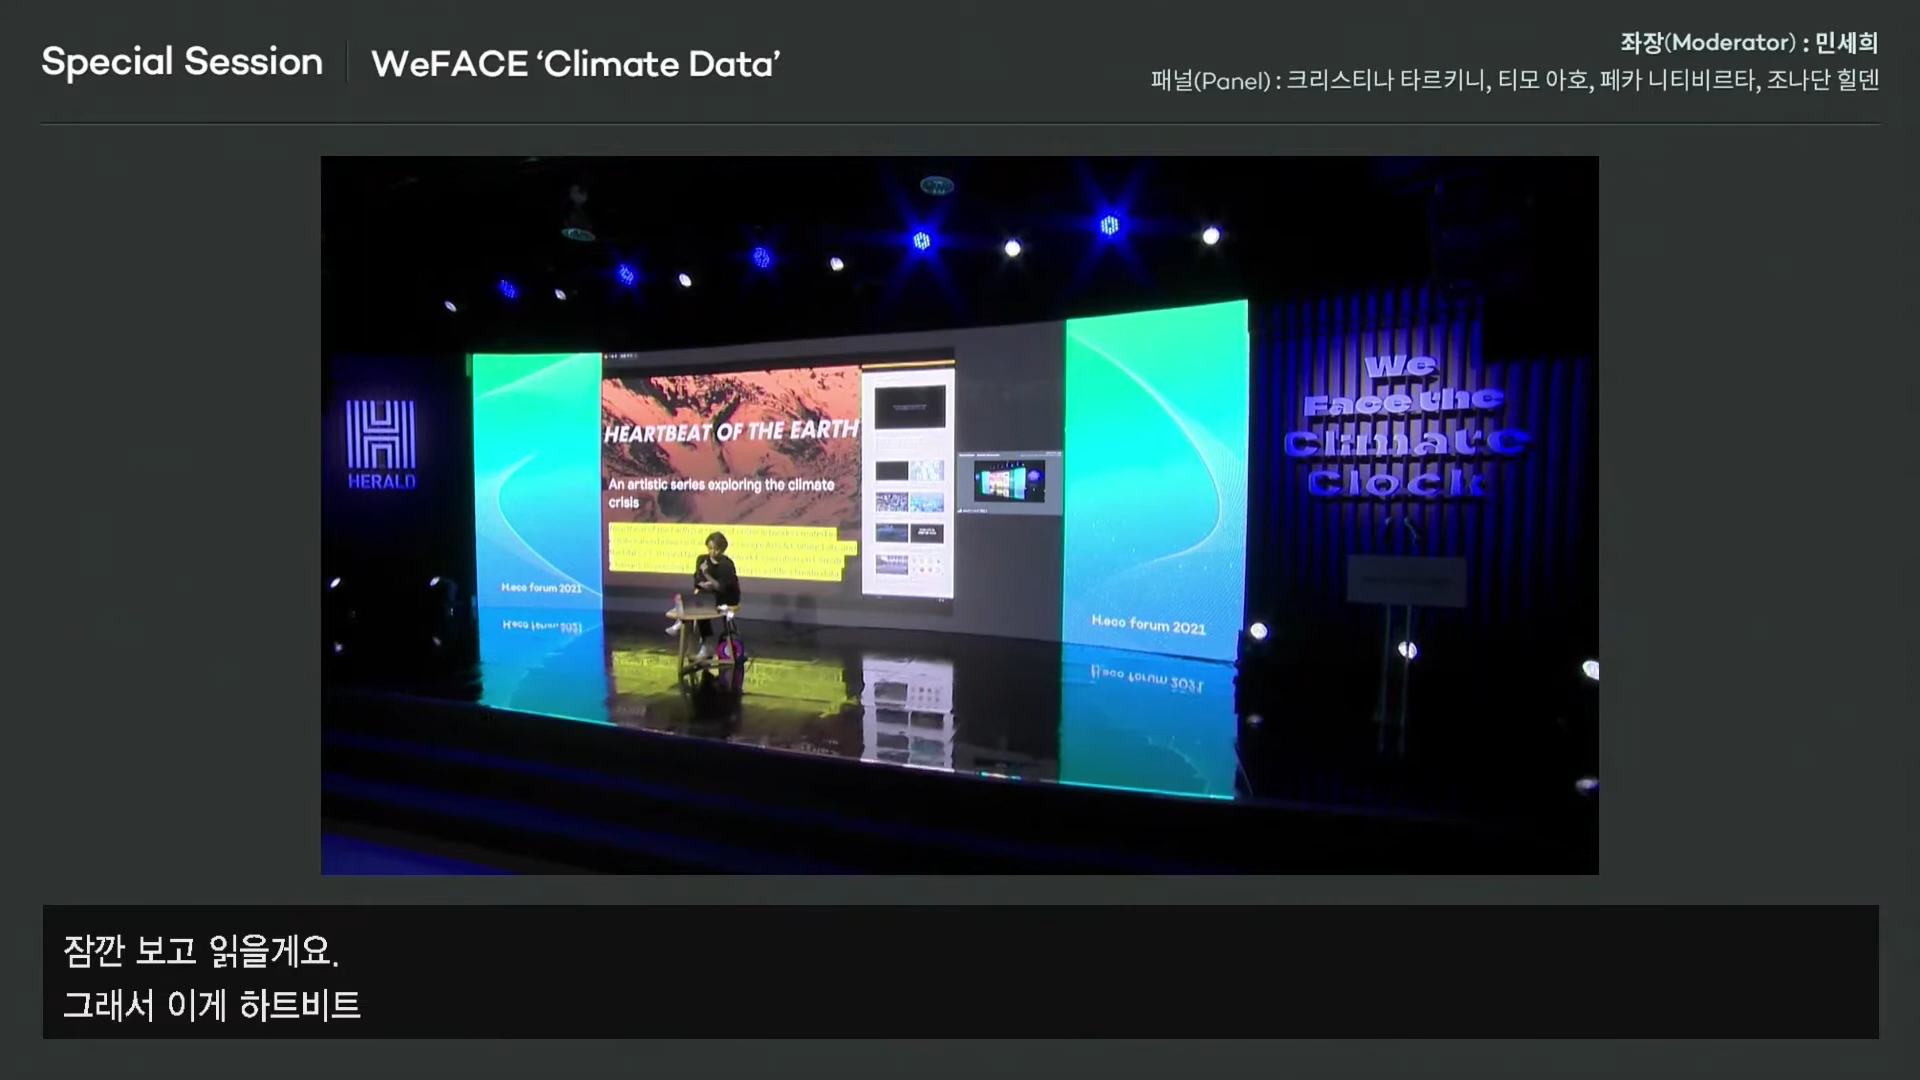 Special Session
WeFACE ‘Climate Data’
좌장(Moderator) : 민세희
패널(Panel) : 크리스티나 타르키니, 티모 아호, 페카 니티비르타, 조나단 힐덴
HERALD
HEARTBEAT OF THE EARTH
An artistic series exploring the climate
crisis
H.eco forum 2021
H.eco forum 2021
We
Face the
Climate
Clock
잠깐 보고 읽을게요.
그래서 이게 하트비트